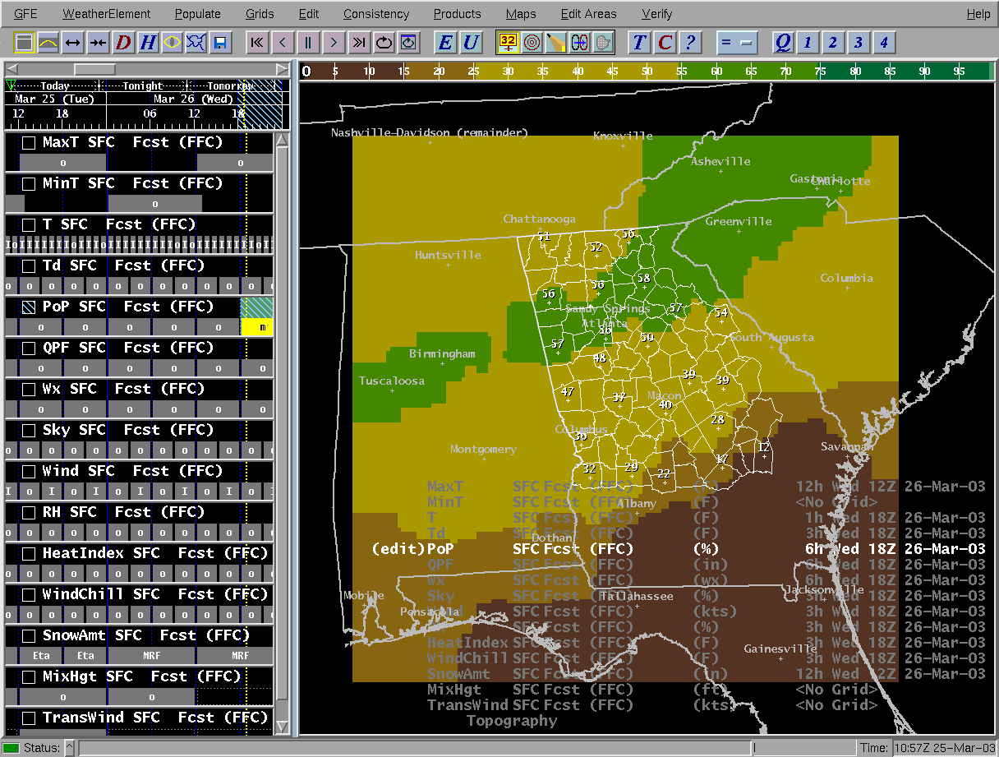 GFE WeatherElement Populate Grids Edit Consistency Products Maps Edit Areas Verify Help
D H E U 32 T C ? = Q 1 2 3 4
0 5 10 15 20 25 30 35 40 45 50 55 60 65 70 75 80 85 90 95
Today Tonight Tomorrow
Mar 25 (Tue) Mar 26 (Wed)
12 18 06 12 18
MaxT SFC Fcst (FFC)
o o
MinT SFC Fcst (FFC)
o
T SFC Fcst (FFC)
Td SFC Fcst (FFC)
o o o o o o o o o o o o o
PoP SFC Fcst (FFC)
o o o o o m
QPF SFC Fcst (FFC)
o o o o o o
Wx SFC Fcst (FFC)
o o o o o o
Sky SFC Fcst (FFC)
o o o o o o o o o o o o o
Wind SFC Fcst (FFC)
I o I o I o I o I o I o I
RH SFC Fcst (FFC)
o o o o o o o o o o o o o
HeatIndex SFC Fcst (FFC)
o o o o o o o o o o o o o
WindChill SFC Fcst (FFC)
o o o o o o o o o o o o o
SnowAmt SFC Fcst (FFC)
Eta Eta MRF MRF
MixHgt SFC Fcst (FFC)
o o
TransWind SFC Fcst (FFC)
Nashville-Davidson (remainder)
Knoxville
Asheville
Gastonia
Charlotte
Chattanooga
Greenville
51 52 50
Huntsville
Columbia
58
56 56
Sandy Springs 57 54
Atlanta
56 50
South Augusta
57
Birmingham 48
Tuscaloosa
39 39
47 37 Macon 40
28
Columbus
30
Montgomery
Savannah
12
17
32 29 22
MaxT SFC Fcst (FFC) (F) 12h Wed 12Z 26-Mar-03
MinT SFC Fcst (FFC) (F) <No Grid>
Albany
T SFC Fcst (FFC) (F) 1h Wed 18Z 26-Mar-03
Td SFC Fcst (FFC) (F) 3h Wed 18Z 26-Mar-03
Dothan
(edit) PoP SFC Fcst (FFC) (%) 6h Wed 18Z 26-Mar-03
QPF SFC Fcst (FFC) (in) 6h Wed 18Z 26-Mar-03
Wx SFC Fcst (FFC) (wx) 6h Wed 18Z 26-Mar-03
Jacksonville
Mobile
Tallahassee
Sky SFC Fcst (FFC) (%) 3h Wed 18Z 26-Mar-03
Pensacola
SFC Fcst (FFC) (kts) 3h Wed 18Z 26-Mar-03
SFC Fcst (FFC) (%) 3h Wed 18Z 26-Mar-03
HeatIndex SFC Fcst (FFC) (F) 3h Wed 18Z 26-Mar-03
Gainesville
WindChill SFC Fcst (FFC) (F) 3h Wed 18Z 26-Mar-03
SnowAmt SFC Fcst (FFC) (in) 12h Wed 12Z 26-Mar-03
MixHgt SFC Fcst (FFC) (ft) <No Grid>
TransWind SFC Fcst (FFC) (kts) <No Grid>
Topography
Status: Time: 10:57Z 25-Mar-03